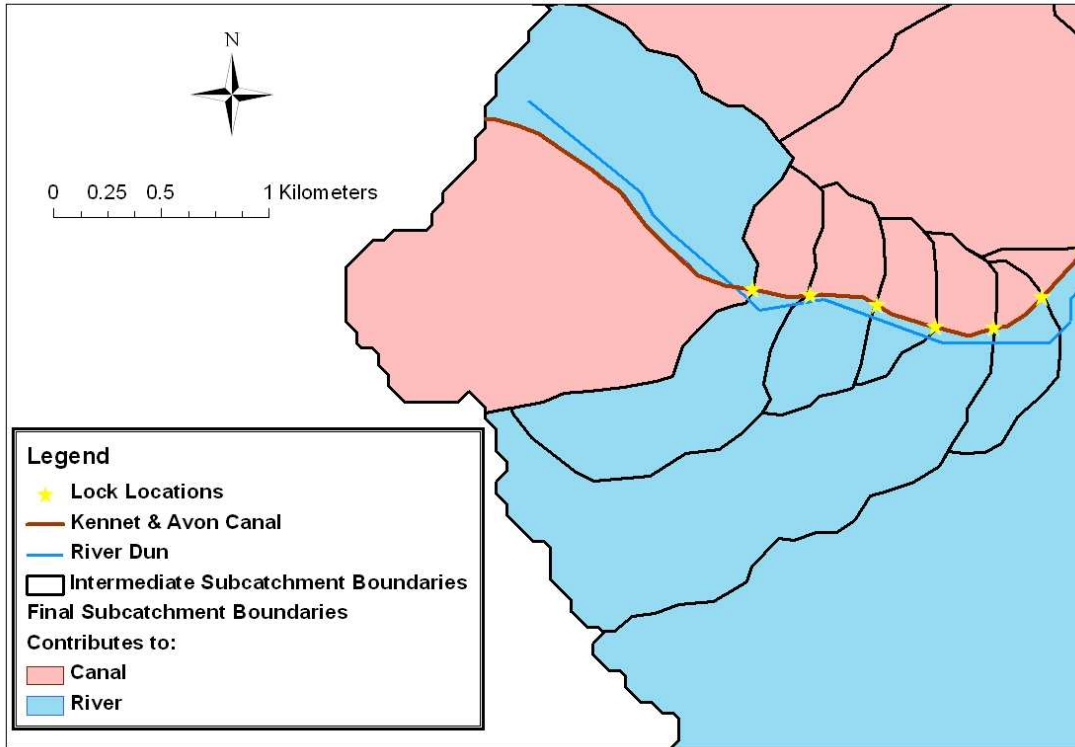 N
0 0.25 0.5 1 Kilometers
Legend
Lock Locations
Kennet & Avon Canal
River Dun
Intermediate Subcatchment Boundaries
Final Subcatchment Boundaries
Contributes to:
Canal
River